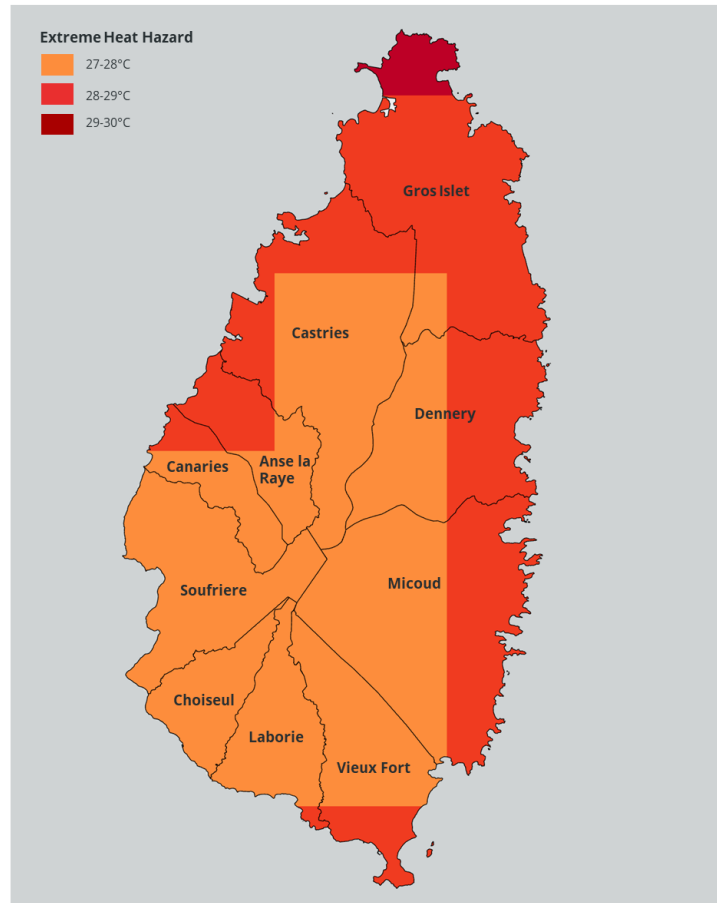 Extreme Heat Hazard
27-28°C
28-29°C
29-30°C
Gros Islet
Castries
Dennery
Anse la
Raye
Canaries
Soufriere
Micoud
Choiseul
Laborie
Vieux Fort